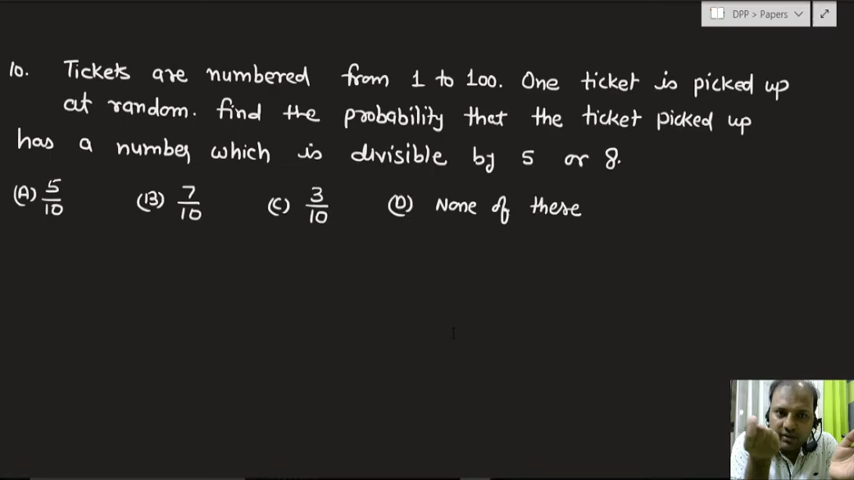 DPP > Papers
10. Tickets are numbered from 1 to 100. One ticket is picked up
at random. find the probability that the ticket picked up
has a number which is divisible by 5 or 8.
(A) 5/10 (B) 7/10 (C) 3/10 (D) None of these